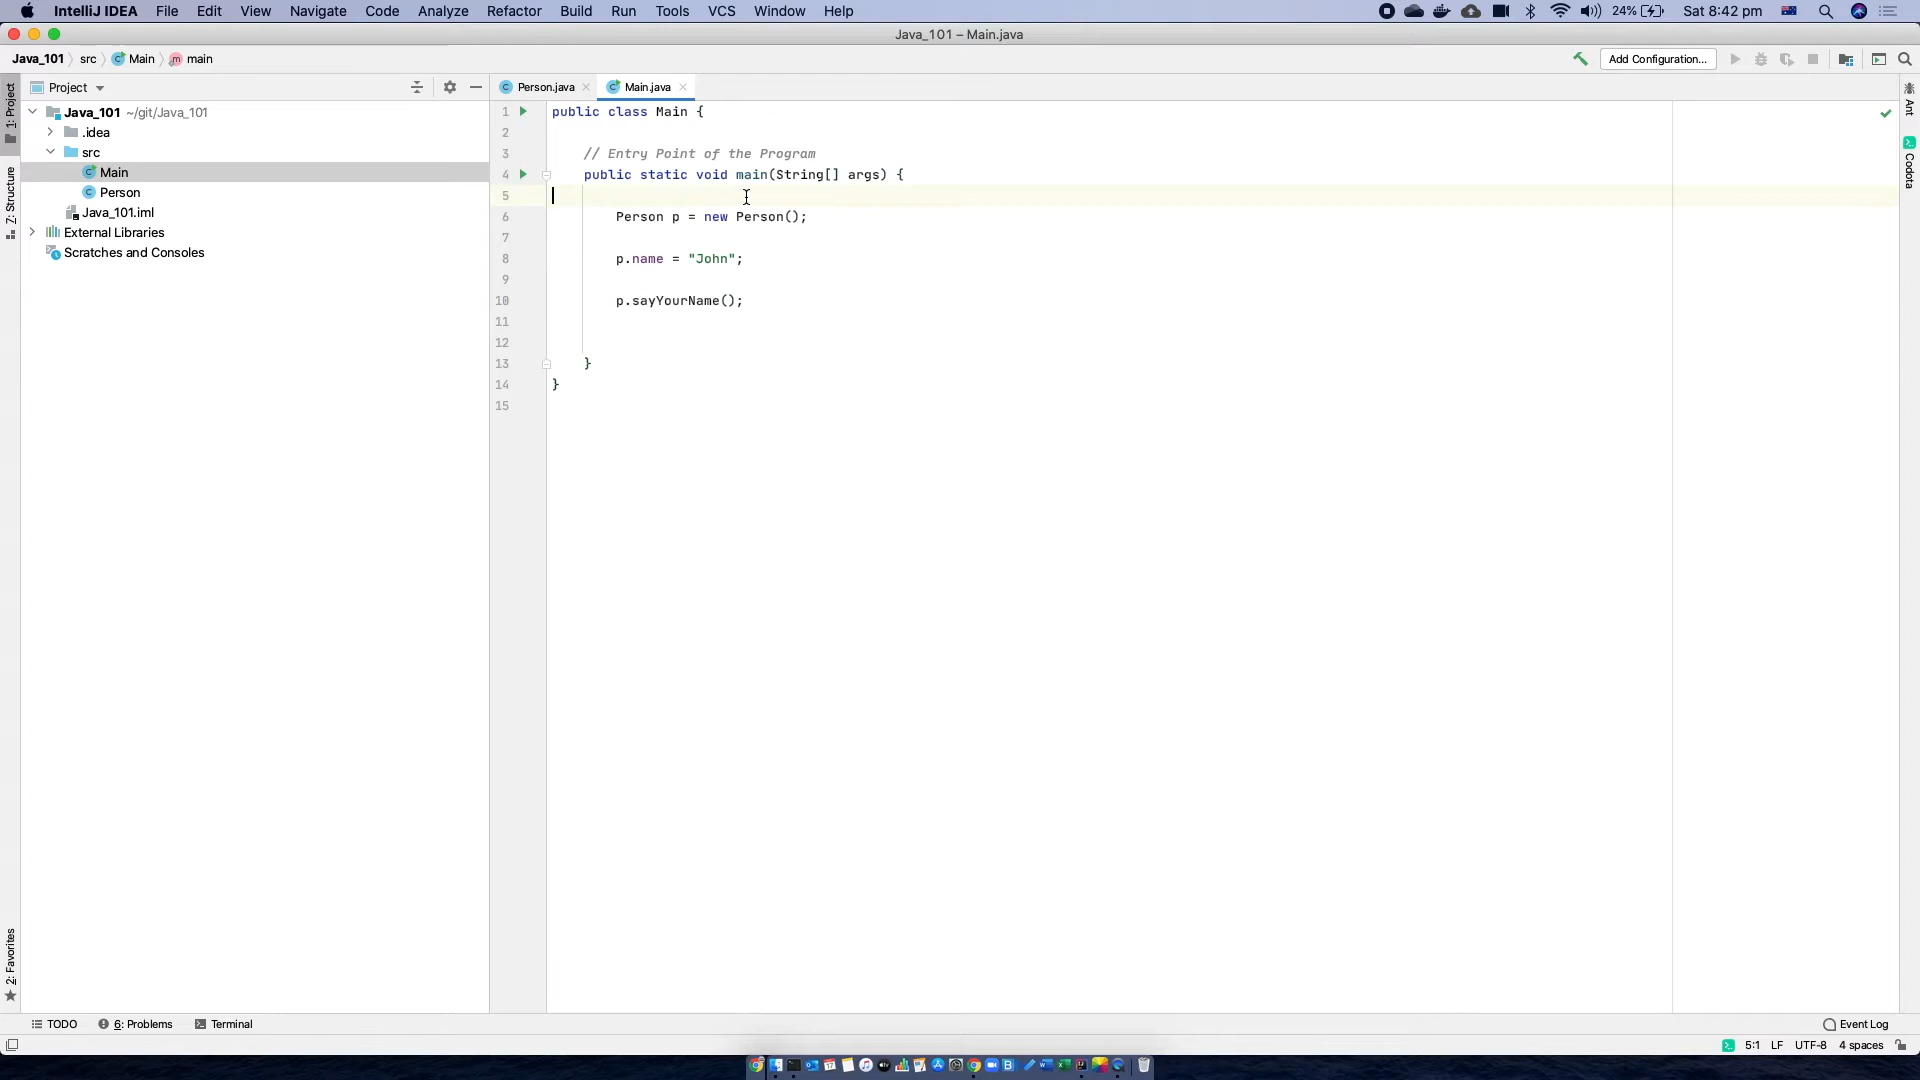 IntelliJ IDEA File Edit View Navigate Code Analyze Refactor Build Run Tools VCS Window Help 24% Sat 8:42 pm
Java_101 – Main.java
Java_101 src Main main Add Configuration...
Project
Person.java Main.java
Java_101 ~/git/Java_101
.idea
src
Main
Person
Java_101.iml
External Libraries
Scratches and Consoles
1: Project
7: Structure
2: Favorites
1 public class Main {
2
3 // Entry Point of the Program
4 public static void main(String[] args) {
5
6 Person p = new Person();
7
8 p.name = "John";
9
10 p.sayYourName();
11
12
13 }
14 }
15
Ant
Codota
TODO 6: Problems Terminal Event Log
5:1 LF UTF-8 4 spaces